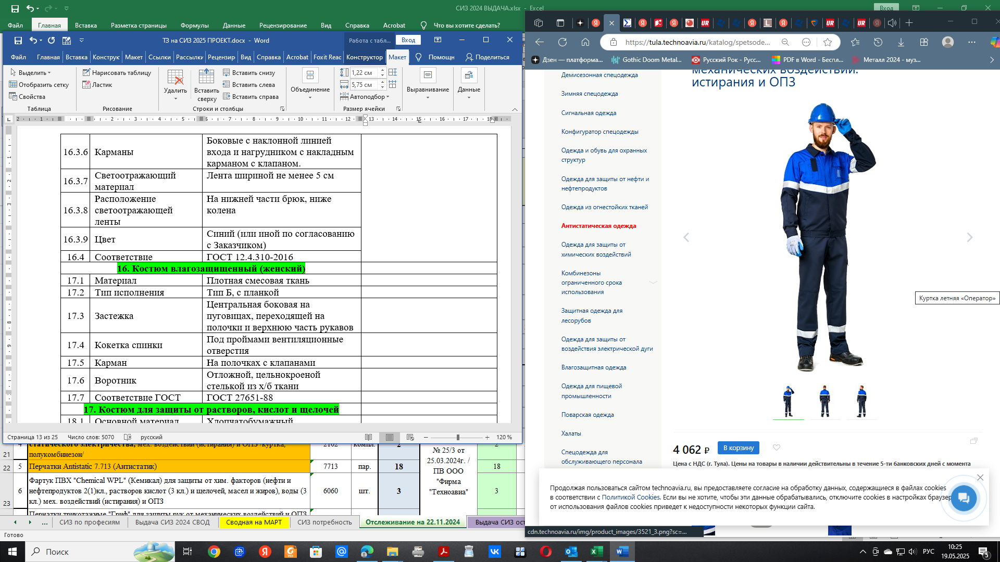 СИЗ 2024 ВЫДАЧА.xlsx - Excel
Вход
Файл Главная Вставка Разметка страницы Формулы Данные Рецензирование Вид Справка Acrobat Что вы хотите сделать?
ТЗ на СИЗ 2025 ПРОЕКТ.docx - Word
Работа с табл...
Вход
Файл Главная Вставка Конструк Макет Ссылки Рассылки Рецензир Вид Справка Acrobat Foxit Reac Конструктор Макет Помощн Поделиться
Выделить
Отобразить сетку
Свойства
Таблица
Нарисовать таблицу
Ластик
Рисование
Удалить
Вставить сверху
Вставить снизу
Вставить слева
Вставить справа
Строки и столбцы
Объединение
1,22 см
5,75 см
Автоподбор
Размер ячейки
Выравнивание
Данные
16.3.6 Карманы Боковые с наклонной линией
входа и нагрудником с накладным
карманом с клапаном.
16.3.7 Светоотражающий материал Лента шириной не менее 5 см
16.3.8 Расположение светоотражающей ленты На нижней части брюк, ниже
колена
16.3.9 Цвет Синий (или иной по согласованию
с Заказчиком)
16.4 Соответствие ГОСТ 12.4.310-2016
16. Костюм влагозащищенный (женский)
17.1 Материал Плотная смесовая ткань
17.2 Тип исполнения Тип Б, с планкой
17.3 Застежка Центральная боковая на
пуговицах, переходящей на
полочки и верхнюю часть рукавов
17.4 Кокетка спинки Под проймами вентиляционные
отверстия
17.5 Карман На полочках с клапанами
17.6 Воротник Отложной, цельнокроеной
стелькой из х/б ткани
17.7 Соответствие ГОСТ ГОСТ 27651-88
17. Костюм для защиты от растворов, кислот и щелочей
18.1 Основной материал Хлопчатобумажный
Страница 13 из 25 Число слов: 5070 русский 120 %
21 4 статического электричества, мех. воздействий (истирания) и ОПЗ /куртка,
полукомбинезон/ 2102 компл. 2 2
22 5 Перчатки Antistatic 7.713 (Антистатик) 7713 пар. 18 18
23 6 Фартук ПВХ "Chemical WPL" (Кемикал) для защиты от хим. факторов (нефти и
нефтепродуктов 2(1)кл., растворов кислот (3 кл.) и щелочей, масел и жиров), воды (3
кл.) мех. воздействий (истирания) и ОПЗ 6060 шт. 3 3
№ 25/3 от
25.03.2024г. /
ПВ ООО
"Фирма
"Техноавиа"
Перчатки трикотажные "Гриф" для защиты рук от механических воздействий и ОПЗ
... СИЗ по професиям Выдача СИЗ 2024 СВОД Сводная на МАРТ СИЗ потребность Отслеживание на 22.11.2024 Выдача СИЗ ост
Готово
https://tula.technoavia.ru/katalog/spetsode...
Дзен — платформа... Gothic Doom Metal... Русский Рок - Русс... PDF в Word - Беспл... Металл 2024 - муз...
Демисезонная спецодежда
Зимняя спецодежда
Сигнальная одежда
Конфигуратор спецодежды
Одежда и обувь для охранных
структур
Одежда для защиты от нефти и
нефтепродуктов
Одежда из огнестойких тканей
Антистатическая одежда
Одежда для защиты от
химических воздействий
Комбинезоны
ограниченного срока
использования
Защитная одежда для
лесорубов
Одежда для защиты от
воздействия электрической дуги
Влагозащитная одежда
Одежда для пищевой
промышленности
Поварская одежда
Халаты
Спецодежда для
обслуживающего персонала
механических воздействий.
истирания и ОПЗ
Куртка летняя «Оператор»
4 062 ₽ В корзину
Цена с НДС (г. Тула). Цены на товары в наличии действительны в течение 5-ти банковских дней с момента
Продолжая пользоваться сайтом technoavia.ru, вы предоставляете согласие на обработку данных, содержащиеся в файлах cookies
в соответствии с Политикой Cookies. Если вы не хотите, чтобы эти данные обрабатывались, отключите cookies в настройках браузер
от использования файлов cookies приведет к недоступности некоторых функции сайта.
cdn.technoavia.ru/img/product_images/3521_3.png?sc=...
Поиск
РУС
10:25
19.05.2025
5